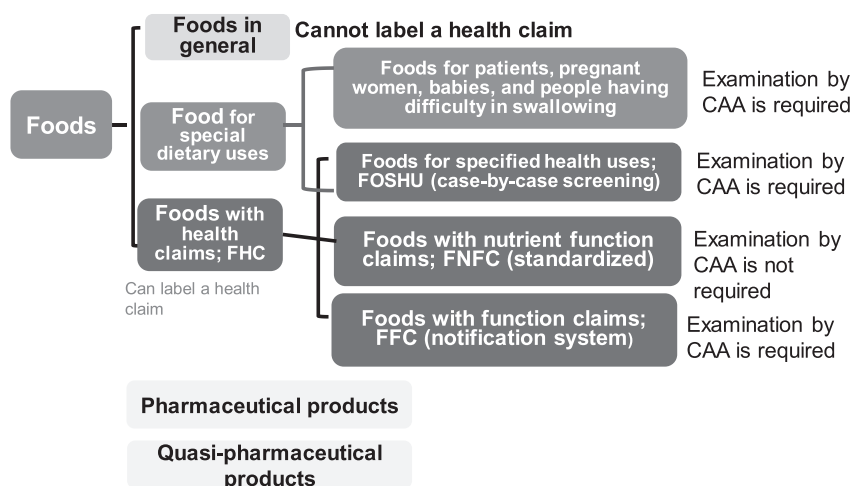 Foods in
general
Cannot label a health claim
Foods
Food for
special
dietary uses
Foods for patients, pregnant
women, babies, and people having
difficulty in swallowing
Examination by
CAA is required
Foods for specified health uses;
FOSHU (case-by-case screening)
Examination by
CAA is required
Foods with
health
claims; FHC
Can label a health
claim
Foods with nutrient function
claims; FNFC (standardized)
Examination by
CAA is not
required
Foods with function claims;
FFC (notification system)
Examination by
CAA is required
Pharmaceutical products
Quasi-pharmaceutical
products